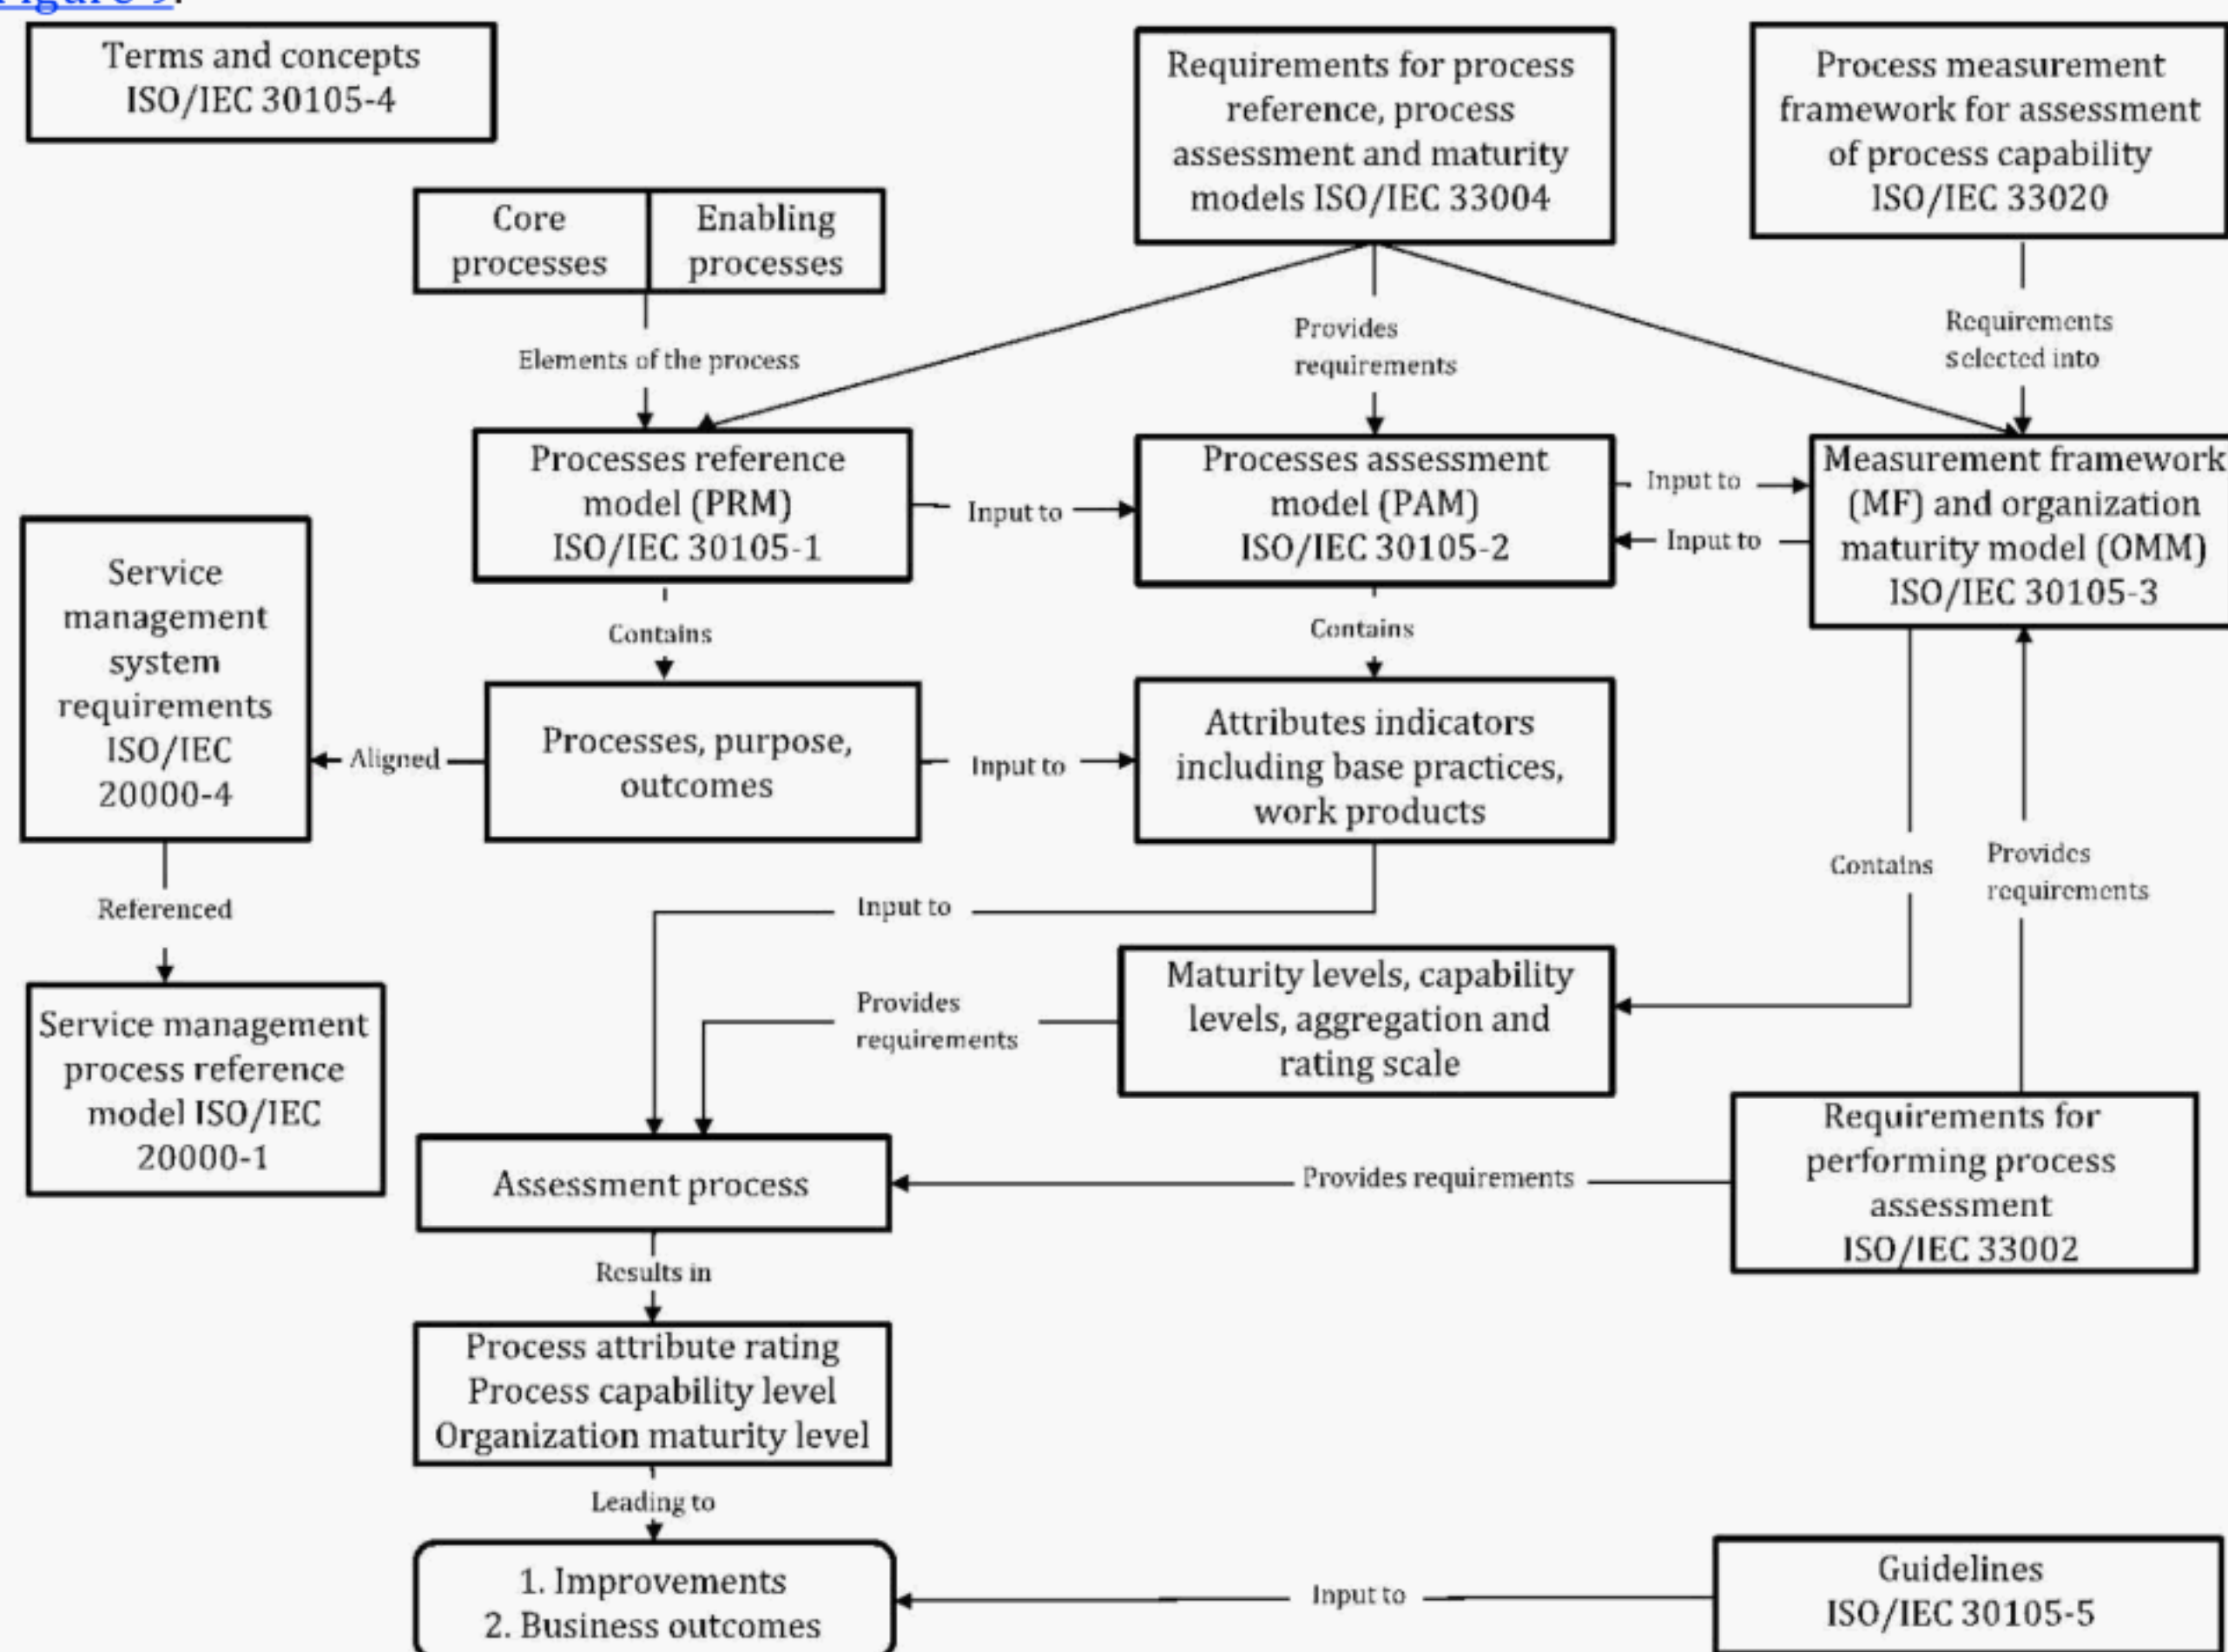 Figure 9.
Terms and concepts
ISO/IEC 30105-4
Requirements for process
reference, process
assessment and maturity
models ISO/IEC 33004
Process measurement
framework for assessment
of process capability
ISO/IEC 33020
Core
processes
Enabling
processes
Elements of the process
Provides
requirements
Requirements
selected into
Processes reference
model (PRM)
ISO/IEC 30105-1
Input to
Processes assessment
model (PAM)
ISO/IEC 30105-2
Input to
Input to
Measurement framework
(MF) and organization
maturity model (OMM)
ISO/IEC 30105-3
Service
management
system
requirements
ISO/IEC
20000-4
Contains
Contains
Aligned
Processes, purpose,
outcomes
Input to
Attributes indicators
including base practices,
work products
Contains
Provides
requirements
Referenced
Input to
Service management
process reference
model ISO/IEC
20000-1
Provides
requirements
Maturity levels, capability
levels, aggregation and
rating scale
Assessment process
Provides requirements
Requirements for
performing process
assessment
ISO/IEC 33002
Results in
Process attribute rating
Process capability level
Organization maturity level
Leading to
1. Improvements
2. Business outcomes
Input to
Guidelines
ISO/IEC 30105-5